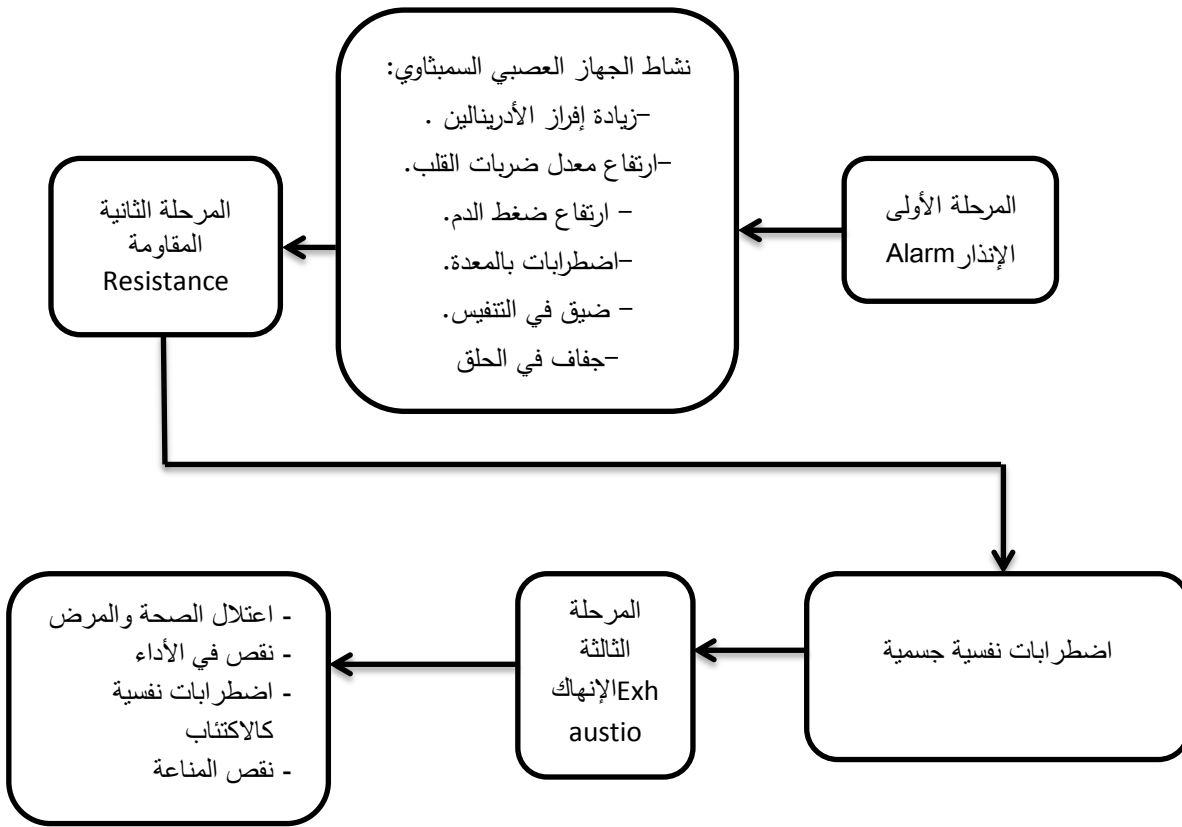 المرحلة الأولى
الإنذار Alarm
نشاط الجهاز العصبي السمبثاوي:
-زيادة إفراز الأدرينالين .
-ارتفاع معدل ضربات القلب.
- ارتفاع ضغط الدم.
-اضطرابات بالمعدة.
- ضيق في التنفيس.
-جفاف في الحلق
المرحلة الثانية
المقاومة
Resistance
اضطرابات نفسية جسمية
المرحلة
الثالثة
الإنهاكExh
austio
- اعتلال الصحة والمرض
- نقص في الأداء
- اضطرابات نفسية
كالاكتئاب
- نقص المناعة